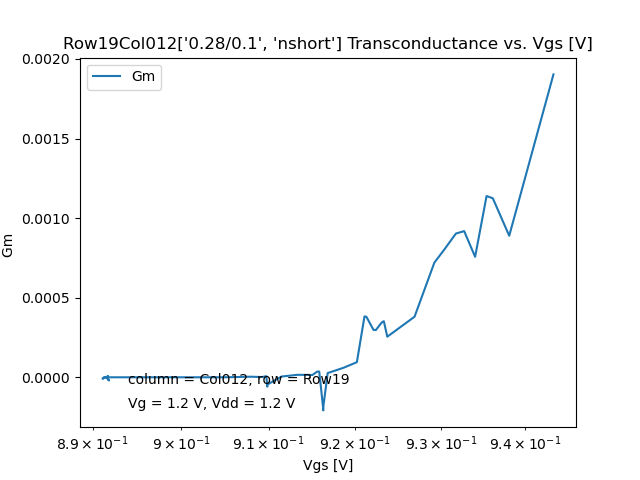 Row19Col012['0.28/0.1', 'nshort'] Transconductance vs. Vgs [V]
Gm
0.0020
0.0015
0.0010
0.0005
0.0000
Gm
column = Col012, row = Row19
Vg = 1.2 V, Vdd = 1.2 V
8.9 × 10⁻¹ 9 × 10⁻¹ 9.1 × 10⁻¹ 9.2 × 10⁻¹ 9.3 × 10⁻¹ 9.4 × 10⁻¹
Vgs [V]